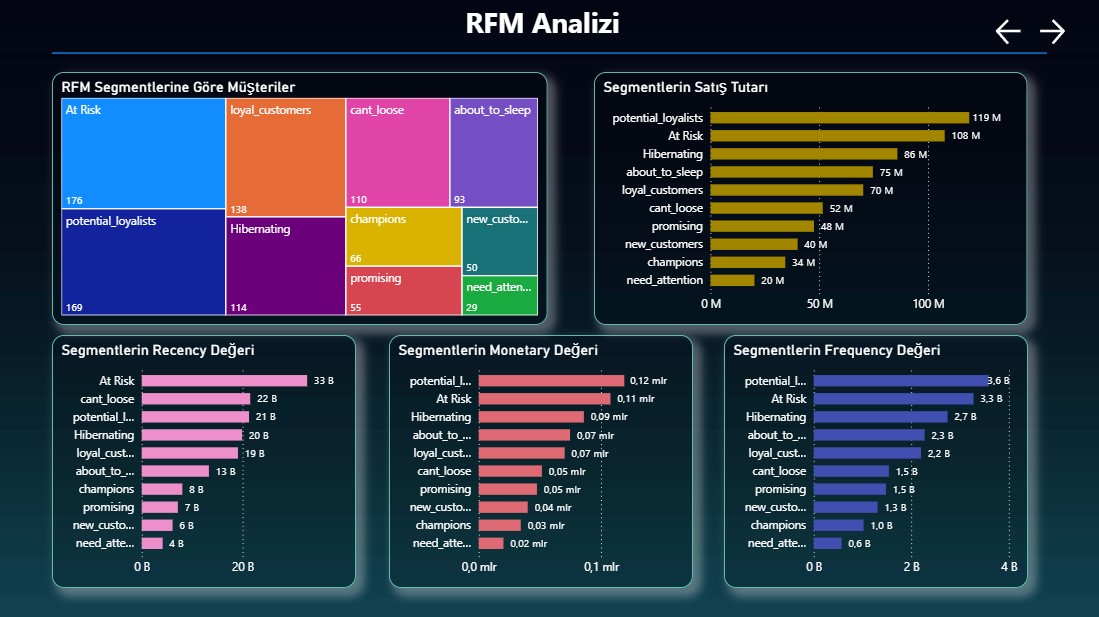 RFM Analizi
RFM Segmentlerine Göre Müşteriler
At Risk
176
potential_loyalists
169
loyal_customers
138
Hibernating
114
cant_loose
110
about_to_sleep
93
champions
66
promising
55
new_custo...
50
need_atten...
29
Segmentlerin Satış Tutarı
potential_loyalists 119 M
At Risk 108 M
Hibernating 86 M
about_to_sleep 75 M
loyal_customers 70 M
cant_loose 52 M
promising 48 M
new_customers 40 M
champions 34 M
need_attention 20 M
0 M 50 M 100 M
Segmentlerin Recency Değeri
At Risk 33 B
cant_loose 22 B
potential_l... 21 B
Hibernating 20 B
loyal_cust... 19 B
about_to_... 13 B
champions 8 B
promising 7 B
new_custo... 6 B
need_atte... 4 B
0 B 20 B
Segmentlerin Monetary Değeri
potential_l... 0,12 mlr
At Risk 0,11 mlr
Hibernating 0,09 mlr
about_to_... 0,07 mlr
loyal_cust... 0,07 mlr
cant_loose 0,05 mlr
promising 0,05 mlr
new_custo... 0,04 mlr
champions 0,03 mlr
need_atte... 0,02 mlr
0,0 mlr 0,1 mlr
Segmentlerin Frequency Değeri
potential_l... 3,6 B
At Risk 3,3 B
Hibernating 2,7 B
about_to_... 2,3 B
loyal_cust... 2,2 B
cant_loose 1,5 B
promising 1,5 B
new_custo... 1,3 B
champions 1,0 B
need_atte... 0,6 B
0 B 2 B 4 B